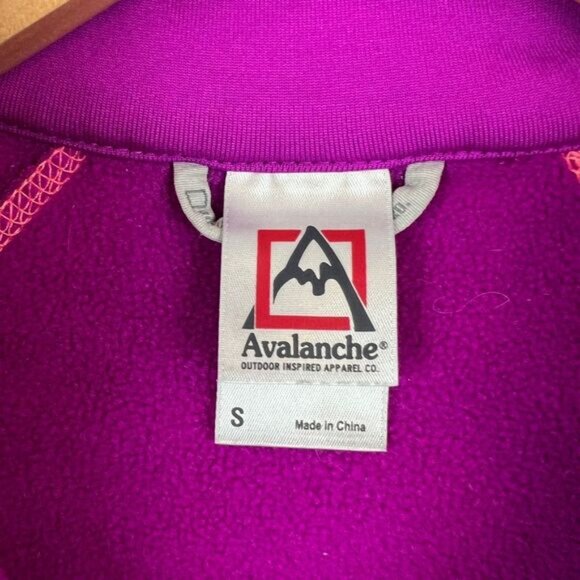 Avalanche®
OUTDOOR INSPIRED APPAREL CO.
S
Made in China